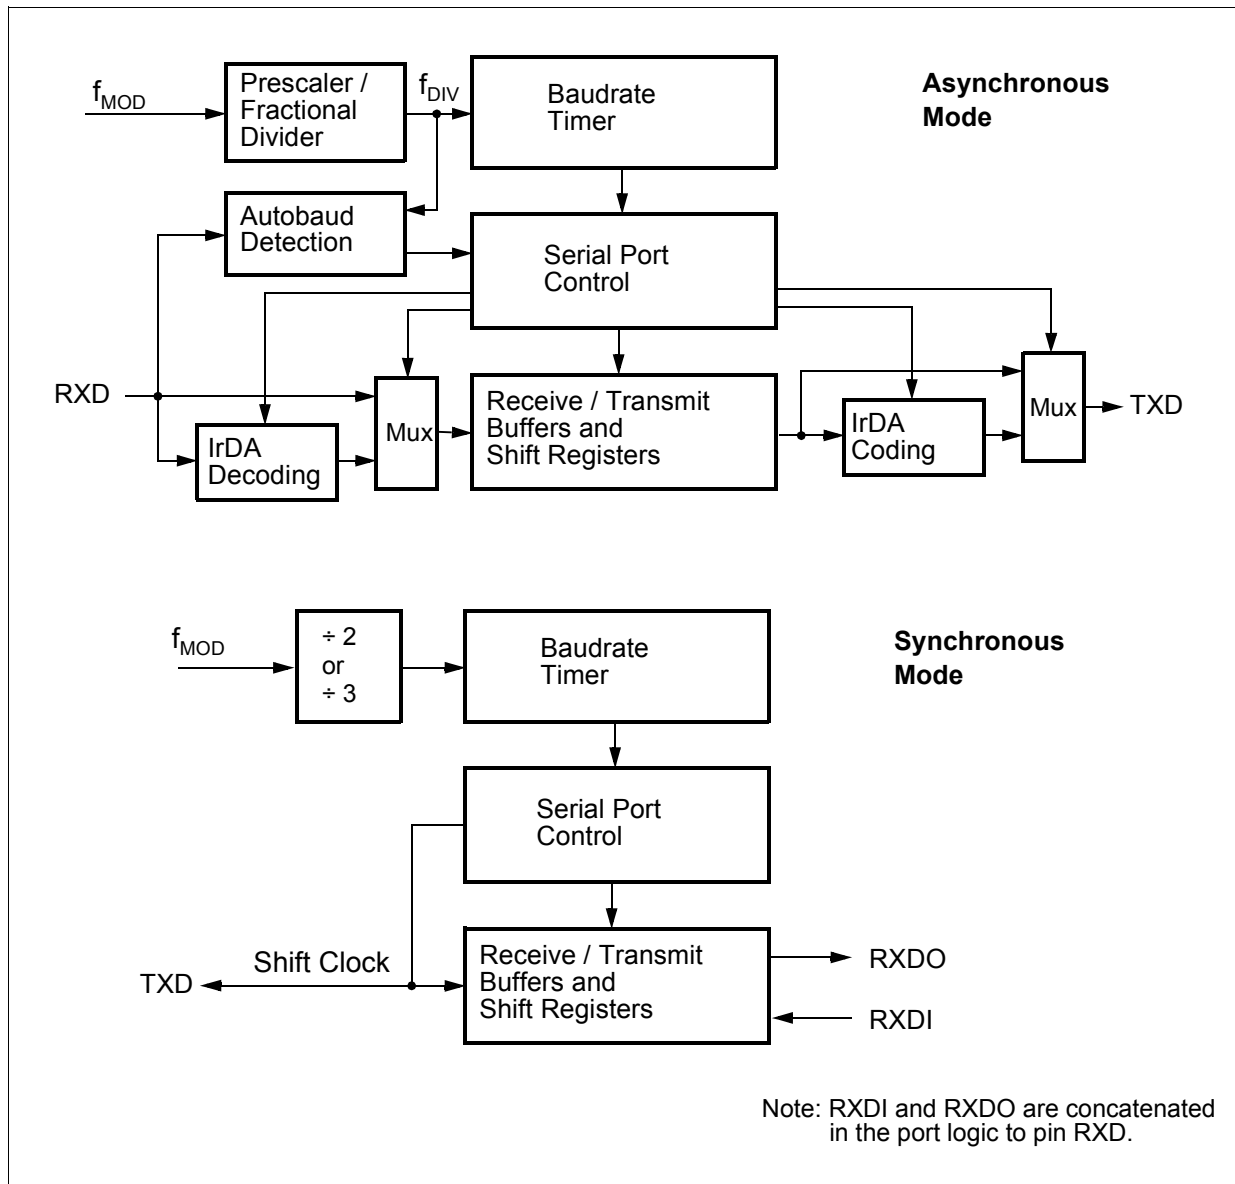 f_MOD
Prescaler /
Fractional
Divider
f_DIV
Baudrate
Timer
Asynchronous
Mode
Autobaud
Detection
Serial Port
Control
RXD
IrDA
Decoding
Mux
Receive / Transmit
Buffers and
Shift Registers
IrDA
Coding
Mux
TXD
f_MOD
÷ 2
or
÷ 3
Baudrate
Timer
Synchronous
Mode
Serial Port
Control
TXD
Shift Clock
Receive / Transmit
Buffers and
Shift Registers
RXDO
RXDI
Note: RXDI and RXDO are concatenated
in the port logic to pin RXD.